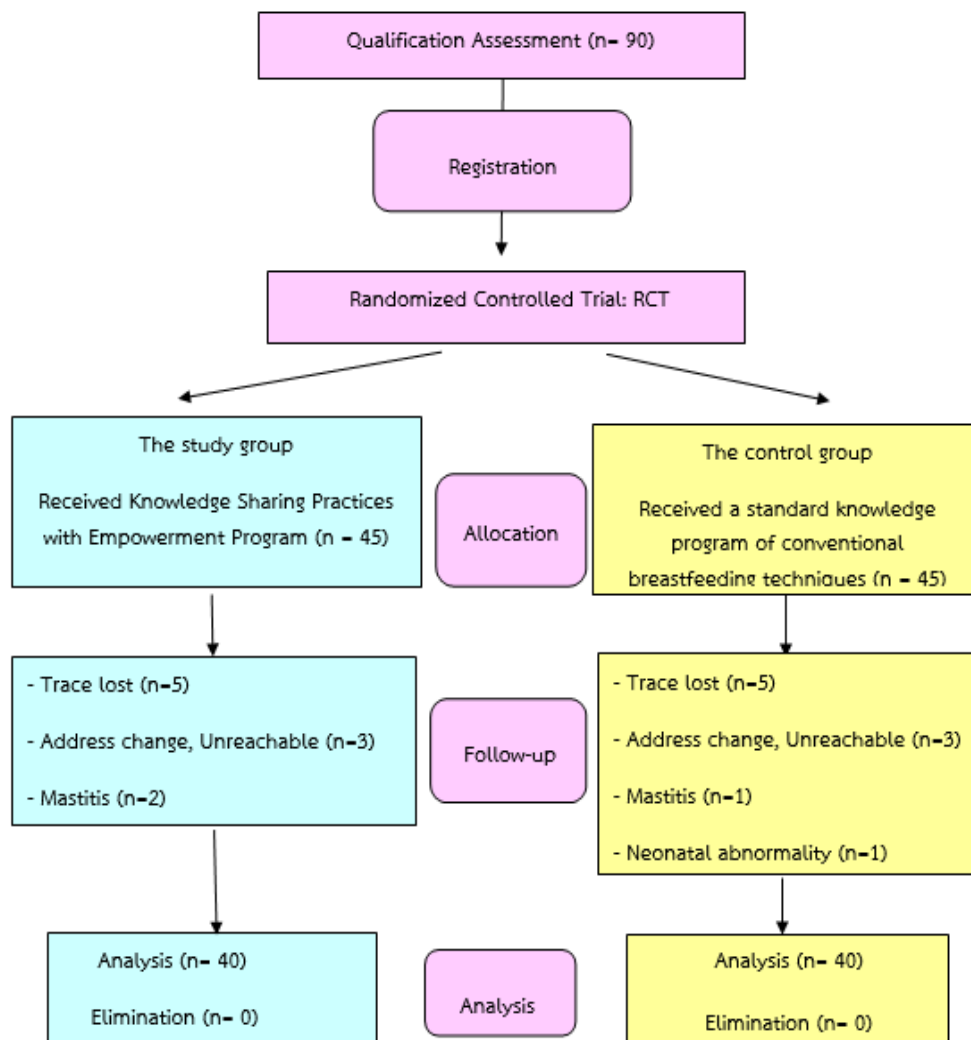 Qualification Assessment (n= 90)
Registration
Randomized Controlled Trial: RCT
The study group
Received Knowledge Sharing Practices
with Empowerment Program (n = 45)
Allocation
The control group
Received a standard knowledge
program of conventional
breastfeeding techniques (n = 45)
- Trace lost (n=5)
- Address change, Unreachable (n=3)
- Mastitis (n=2)
Follow-up
- Trace lost (n=5)
- Address change, Unreachable (n=3)
- Mastitis (n=1)
- Neonatal abnormality (n=1)
Analysis (n= 40)
Elimination (n= 0)
Analysis
Analysis (n= 40)
Elimination (n= 0)